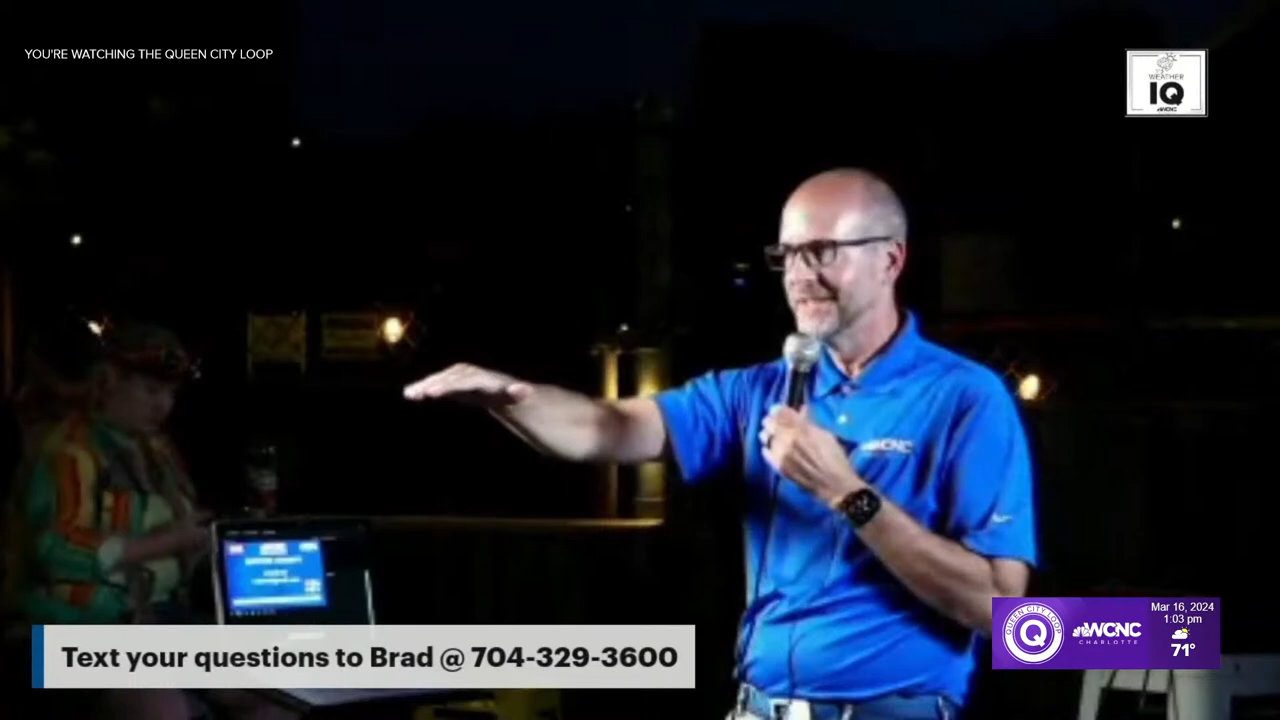 YOU'RE WATCHING THE QUEEN CITY LOOP
WEATHER
IQ
WCNC
WCNC
Text your questions to Brad @ 704-329-3600
QUEEN CITY LOOP
Q
WCNC
CHARLOTTE
Mar 16, 2024
1:03 pm
71°